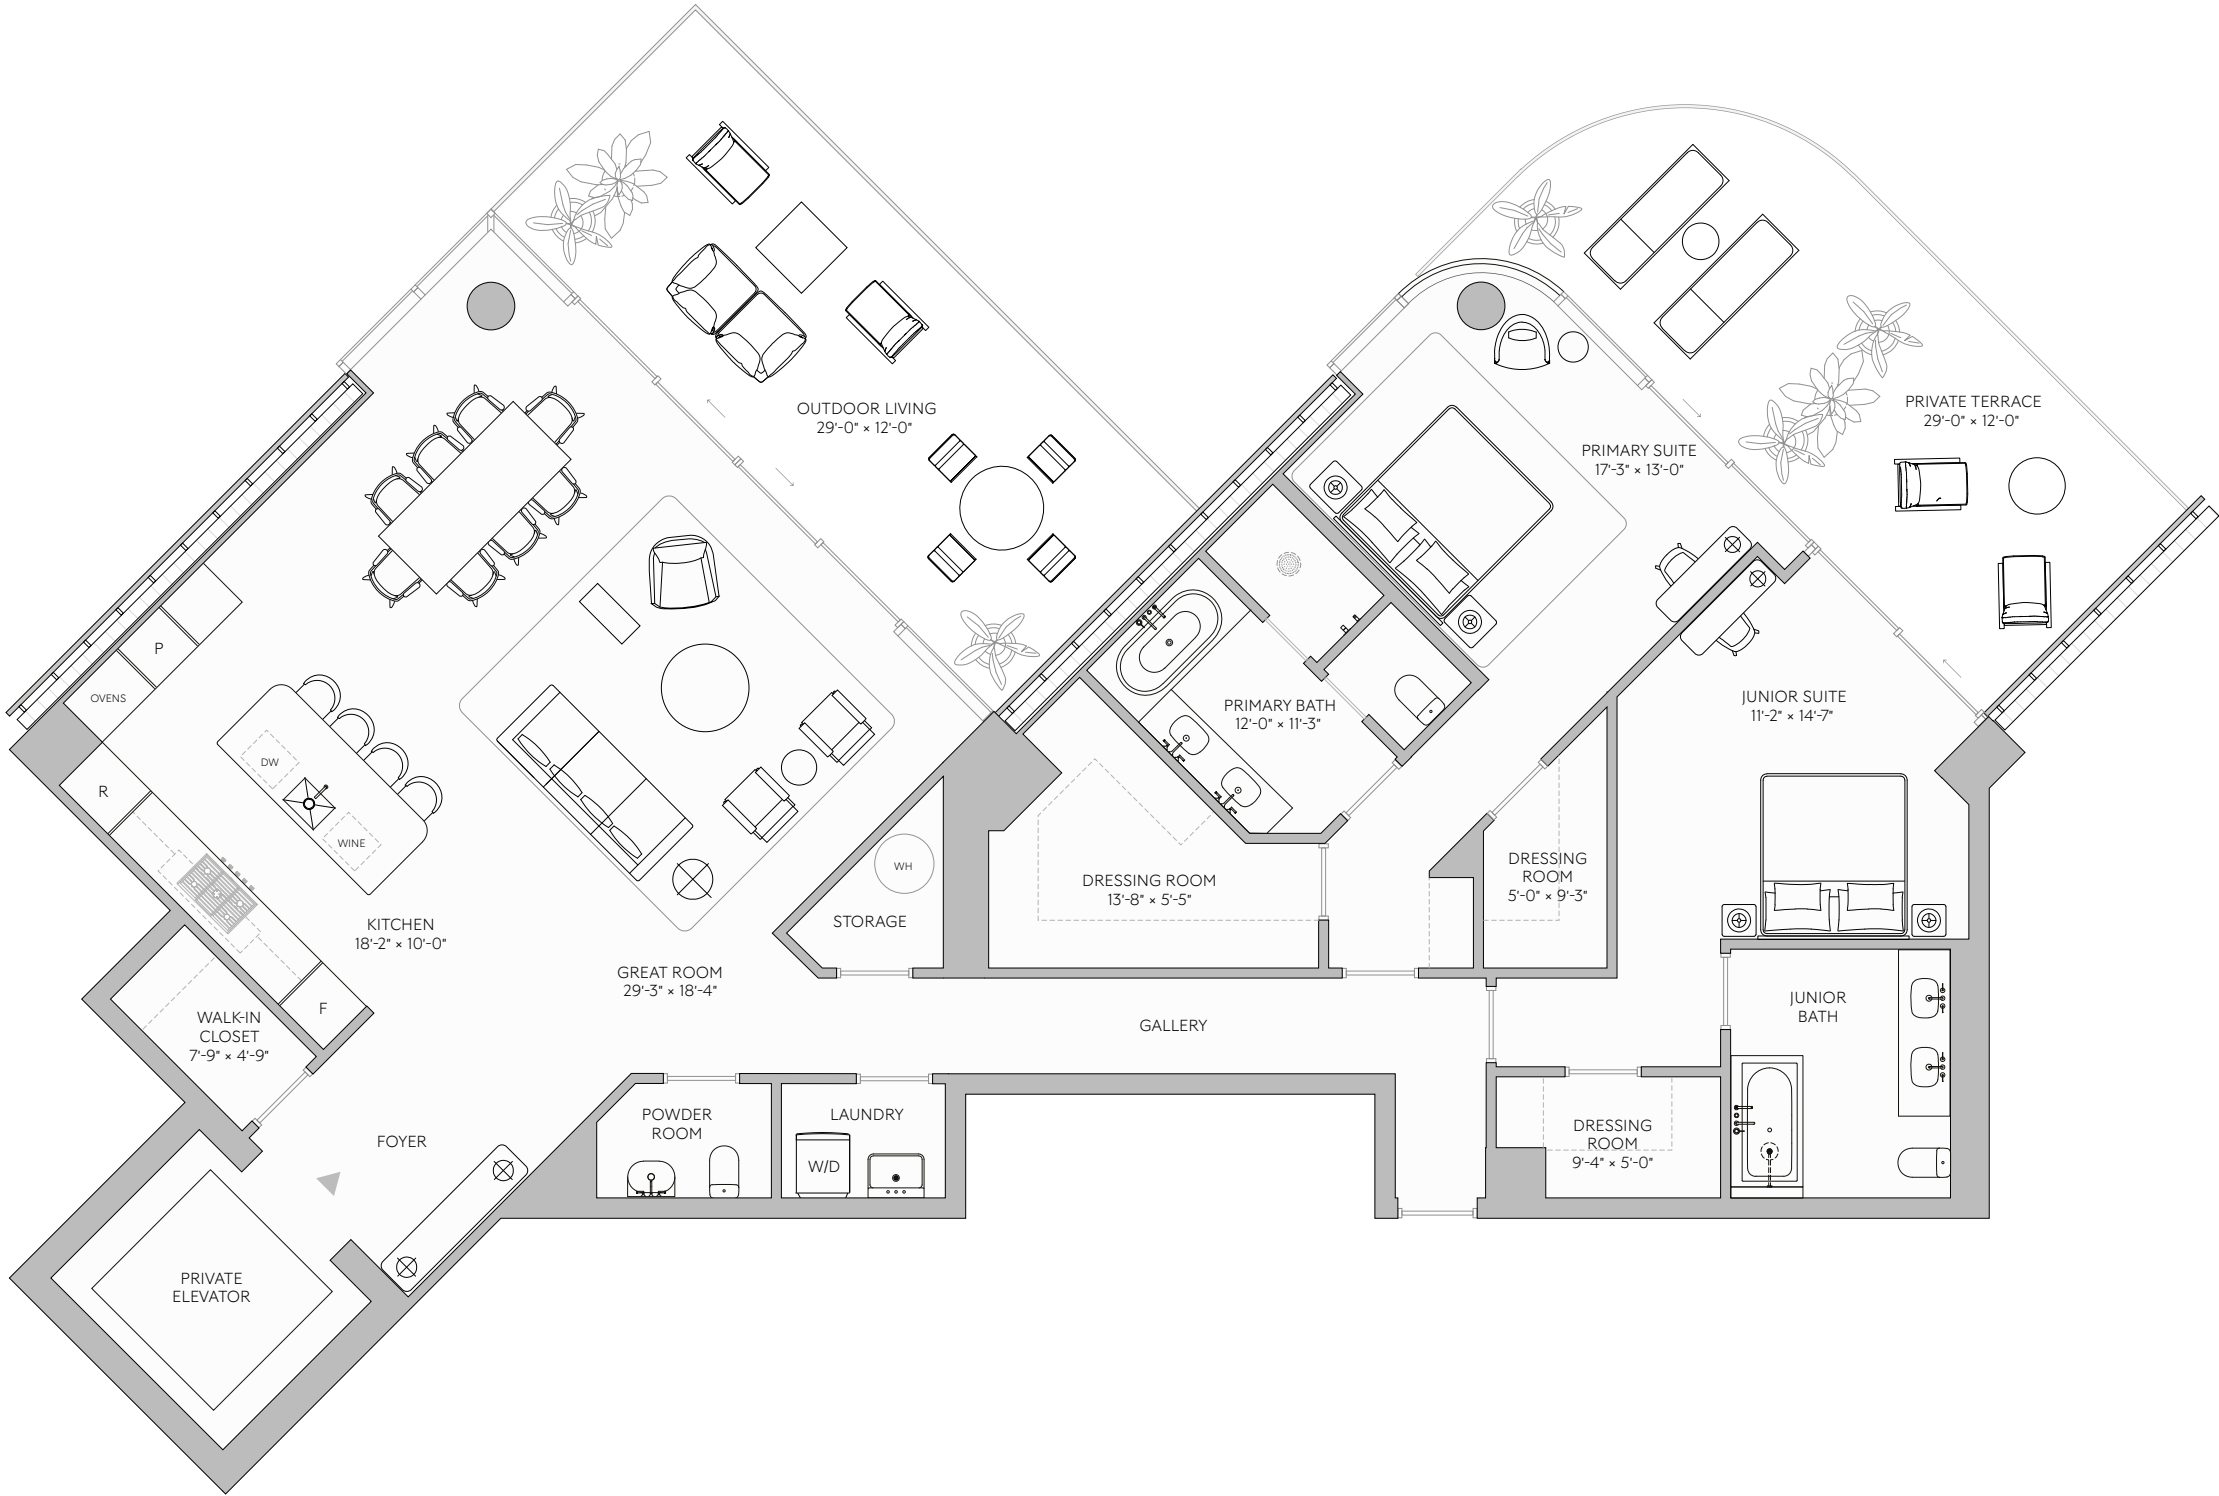 OUTDOOR LIVING
29'-0" × 12'-0"
PRIVATE TERRACE
29'-0" × 12'-0"
PRIMARY SUITE
17'-3" × 13'-0"
P
OVENS
JUNIOR SUITE
11'-2" × 14'-7"
PRIMARY BATH
12'-0" × 11'-3"
DW
R
WINE
WH
DRESSING ROOM
13'-8" × 5'-5"
DRESSING
ROOM
5'-0" × 9'-3"
STORAGE
KITCHEN
18'-2" × 10'-0"
GREAT ROOM
29'-3" × 18'-4"
F
WALK-IN
CLOSET
7'-9" × 4'-9"
GALLERY
JUNIOR
BATH
POWDER
ROOM
LAUNDRY
W/D
FOYER
DRESSING
ROOM
9'-4" × 5'-0"
PRIVATE
ELEVATOR